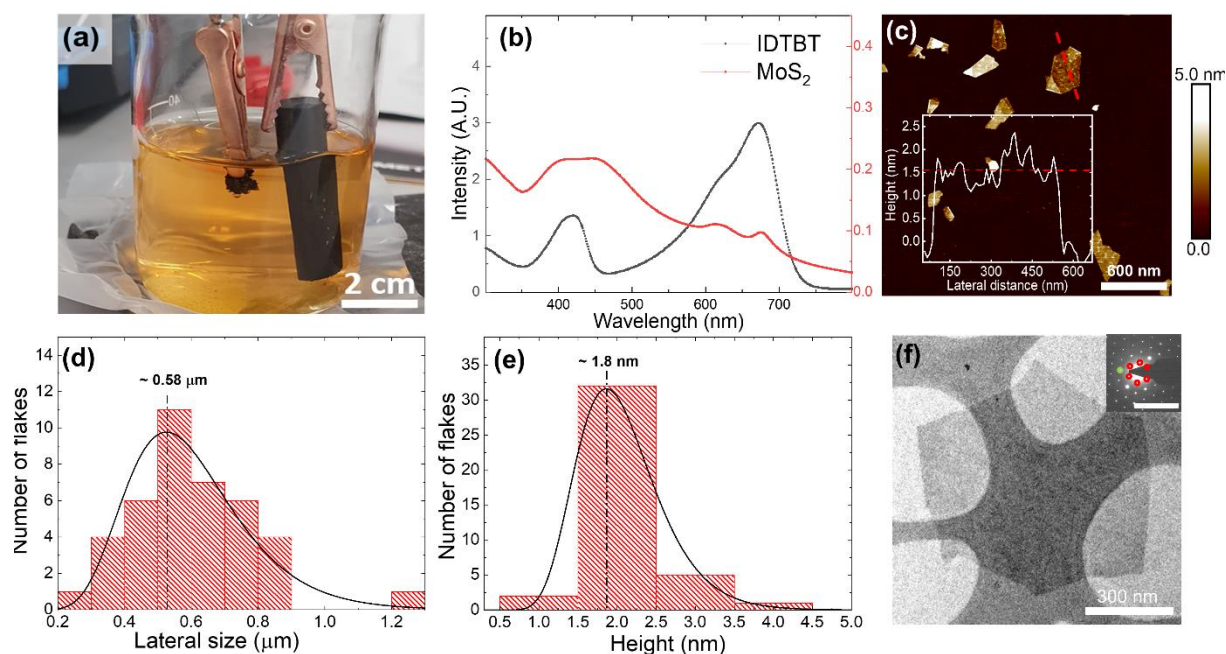 (a)
40
2 cm
(b)
IDTBT
MoS₂
Intensity (A.U.)
5
4
3
2
1
0
0.4
0.3
0.2
0.1
0.0
400 500 600 700
Wavelength (nm)
(c)
5.0 nm
0.0
Height (nm)
2.5
2.0
1.5
1.0
0.5
0.0
150 300 450 600
Lateral distance (nm)
600 nm
(d)
~ 0.58 μm
Number of flakes
14
12
10
8
6
4
2
0
0.2 0.4 0.6 0.8 1.0 1.2
Lateral size (μm)
(e)
~ 1.8 nm
Number of flakes
35
30
25
20
15
10
5
0
0.5 1.0 1.5 2.0 2.5 3.0 3.5 4.0 4.5 5.0
Height (nm)
(f)
300 nm